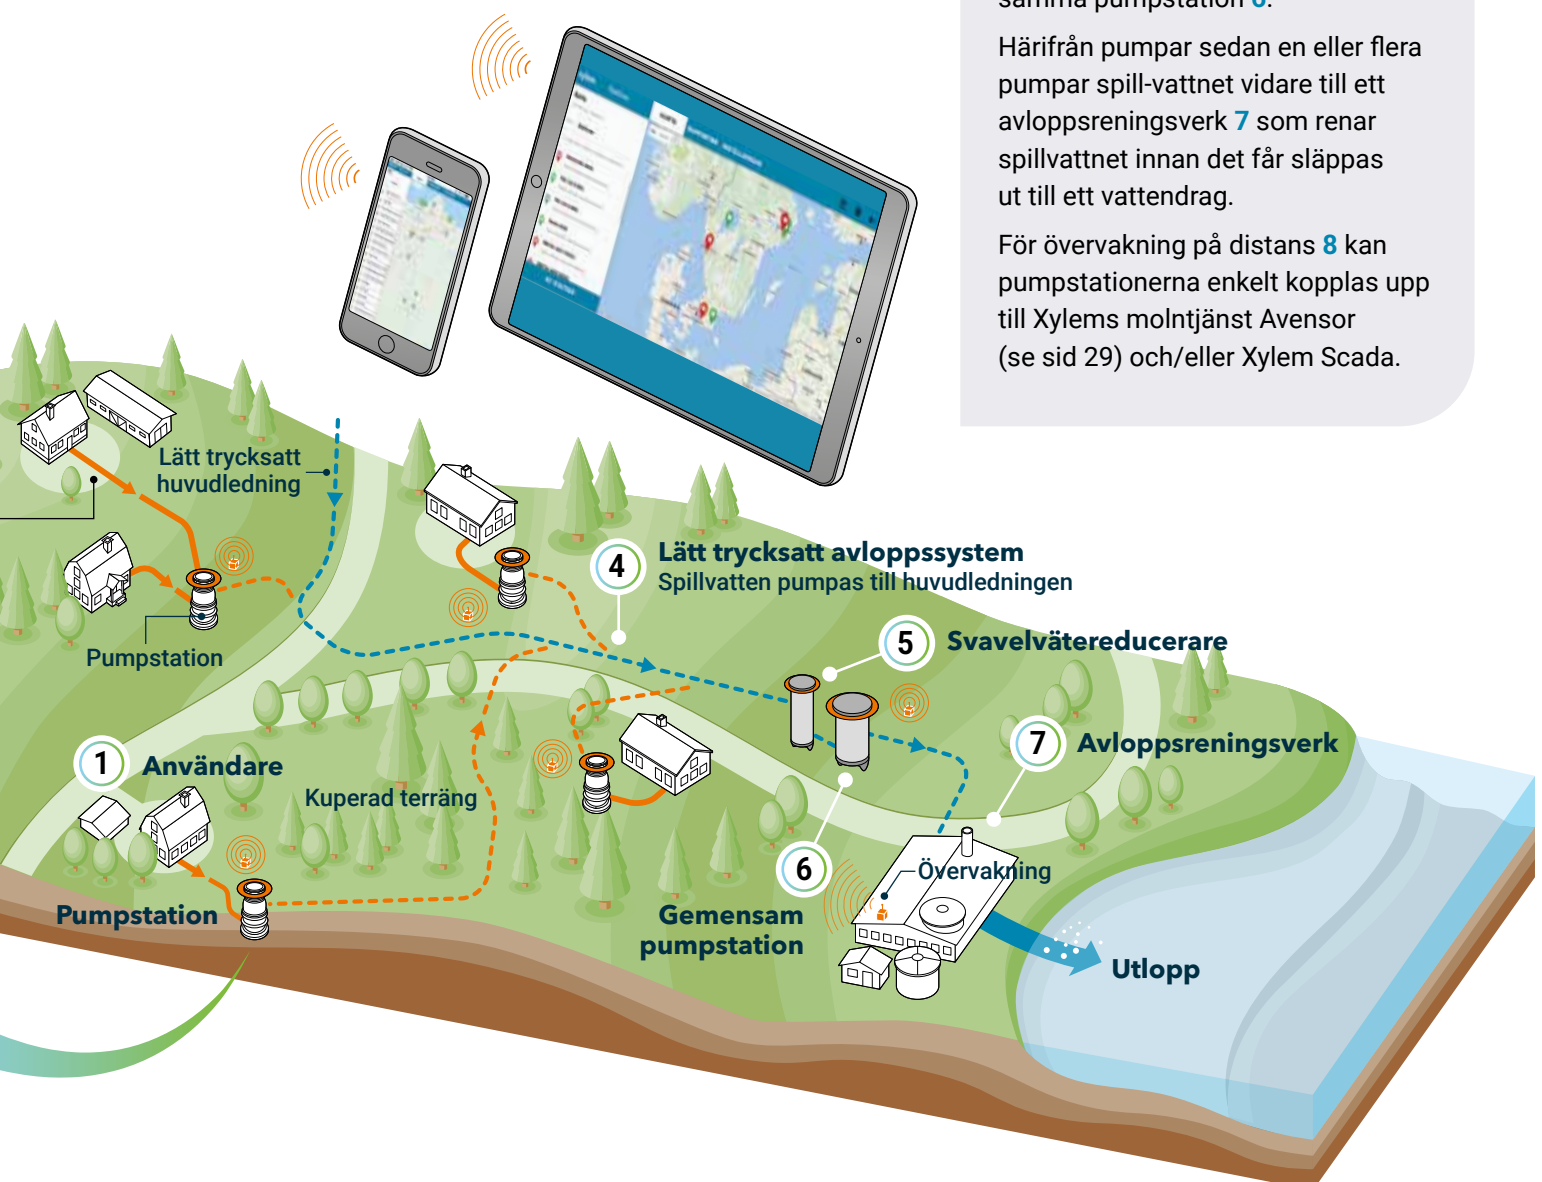 samma pumpstation 6.
Härifrån pumpar sedan en eller flera
pumpar spill-vattnet vidare till ett
avloppsreningsverk 7 som renar
spillvattnet innan det får släppas
ut till ett vattendrag.
För övervakning på distans 8 kan
pumpstationerna enkelt kopplas upp
till Xylems molntjänst Avensor
(se sid 29) och/eller Xylem Scada.
Lätt trycksatt
huvudledning
4
Lätt trycksatt avloppssystem
Spillvatten pumpas till huvudledningen
Pumpstation
5
Svavelvätereducerare
1
Användare
Kuperad terräng
7
Avloppsreningsverk
6
Övervakning
Pumpstation
Gemensam
pumpstation
Utlopp